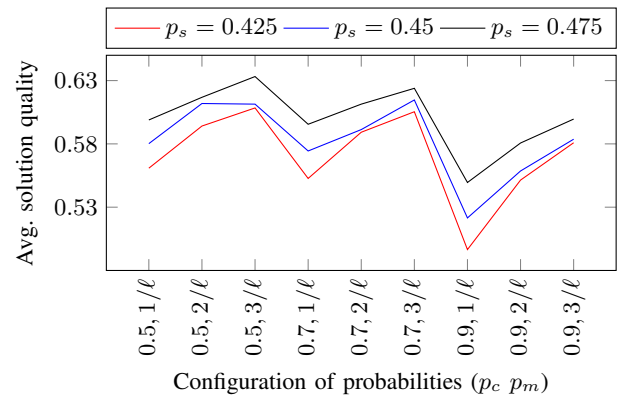 p_s = 0.425 p_s = 0.45 p_s = 0.475
Avg. solution quality
0.63
0.58
0.53
0.5, 1/ℓ
0.5, 2/ℓ
0.5, 3/ℓ
0.7, 1/ℓ
0.7, 2/ℓ
0.7, 3/ℓ
0.9, 1/ℓ
0.9, 2/ℓ
0.9, 3/ℓ
Configuration of probabilities (p_c p_m)